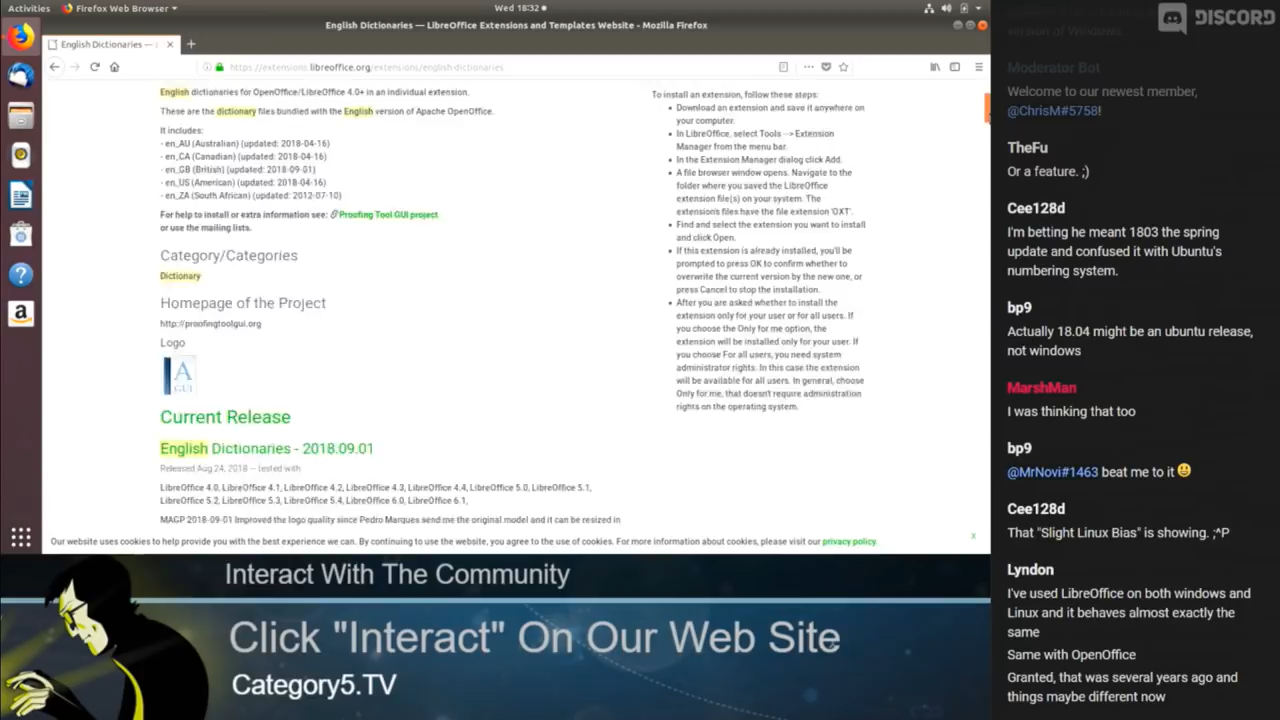 Activities
Firefox Web Browser
Wed 18:32
English Dictionaries — LibreOffice Extensions and Templates Website - Mozilla Firefox
English Dictionaries —
https://extensions.libreoffice.org/extensions/english-dictionaries
English dictionaries for OpenOffice/LibreOffice 4.0+ in an individual extension.
These are the dictionary files bundled with the English version of Apache OpenOffice.
It includes:
- en_AU (Australian) (updated: 2018-04-16)
- en_CA (Canadian) (updated: 2018-04-16)
- en_GB (British) (updated: 2018-09-01)
- en_US (American) (updated: 2018-04-16)
- en_ZA (South African) (updated: 2012-07-10)
For help to install or extra information see: Proofing Tool GUI project
or use the mailing lists.
Category/Categories
Dictionary
Homepage of the Project
http://proofingtoolgui.org
Logo
A
GUI
Current Release
English Dictionaries - 2018.09.01
Released Aug 24, 2018 — tested with
LibreOffice 4.0, LibreOffice 4.1, LibreOffice 4.2, LibreOffice 4.3, LibreOffice 4.4, LibreOffice 5.0, LibreOffice 5.1,
LibreOffice 5.2, LibreOffice 5.3, LibreOffice 5.4, LibreOffice 6.0, LibreOffice 6.1,
MAGP 2018-09-01 Improved the logo quality since Pedro Marques send me the original model and it can be resized in
To install an extension, follow these steps:
Download an extension and save it anywhere on
your computer.
In LibreOffice, select Tools --> Extension
Manager from the menu bar.
In the Extension Manager dialog click Add.
A file browser window opens. Navigate to the
folder where you saved the LibreOffice
extension file(s) on your system. The
extension's files have the file extension 'OXT'.
Find and select the extension you want to install
and click Open.
If this extension is already installed, you'll be
prompted to press OK to confirm whether to
overwrite the current version by the new one, or
press Cancel to stop the installation.
After you are asked whether to install the
extension only for your user or for all users. If
you choose the Only for me option, the
extension will be installed only for your user. If
you choose For all users, you need system
administrator rights. In this case the extension
will be available for all users. In general, choose
Only for me, that doesn't require administration
rights on the operating system.
Our website uses cookies to help provide you with the best experience we can. By continuing to use the website, you agree to the use of cookies. For more information about cookies, please visit our privacy policy.
x
Interact With The Community
Click "Interact" On Our Web Site
Category5.TV
DISCORD
version of Windows
Moderator Bot
Welcome to our newest member,
@ChrisM#5758!
TheFu
Or a feature. ;)
Cee128d
I'm betting he meant 1803 the spring
update and confused it with Ubuntu's
numbering system.
bp9
Actually 18.04 might be an ubuntu release,
not windows
MarshMan
I was thinking that too
bp9
@MrNovi#1463 beat me to it
Cee128d
That "Slight Linux Bias" is showing. ;^P
Lyndon
I've used LibreOffice on both windows and
Linux and it behaves almost exactly the
same
Same with OpenOffice
Granted, that was several years ago and
things maybe different now